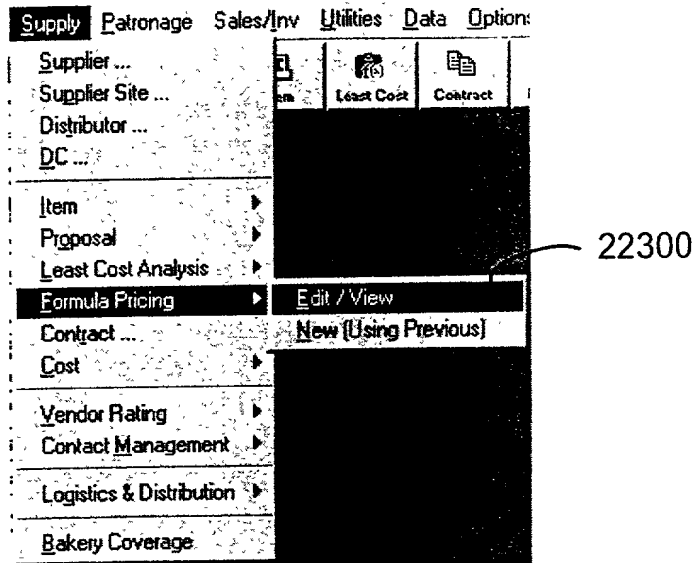 Supply Patronage Sales/Inv Utilities Data Options
Supplier ...
Supplier Site ...
Least Cost Contract
Distributor ...
DC ...
Item
Proposal
Least Cost Analysis
22300
Formula Pricing Edit / View
Contract ... New (Using Previous)
Cost
Vendor Rating
Contact Management
Logistics & Distribution
Bakery Coverage